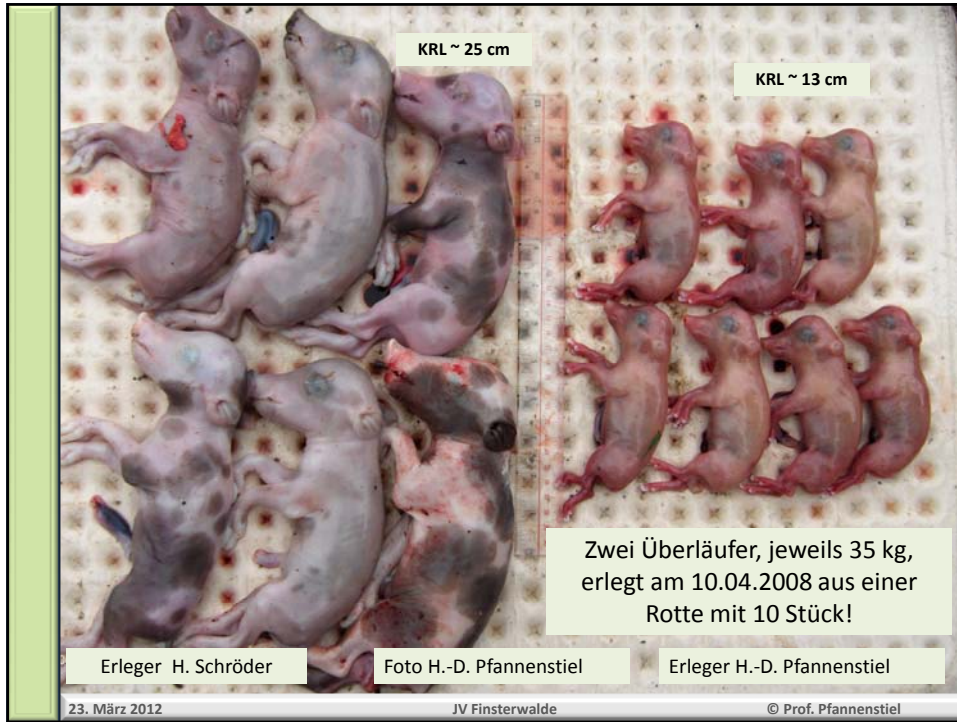 KRL ~ 25 cm
KRL ~ 13 cm
Zwei Überläufer, jeweils 35 kg,
erlegt am 10.04.2008 aus einer
Rotte mit 10 Stück!
Erleger H. Schröder
Foto H.-D. Pfannenstiel
Erleger H.-D. Pfannenstiel
23. März 2012
JV Finsterwalde
© Prof. Pfannenstiel